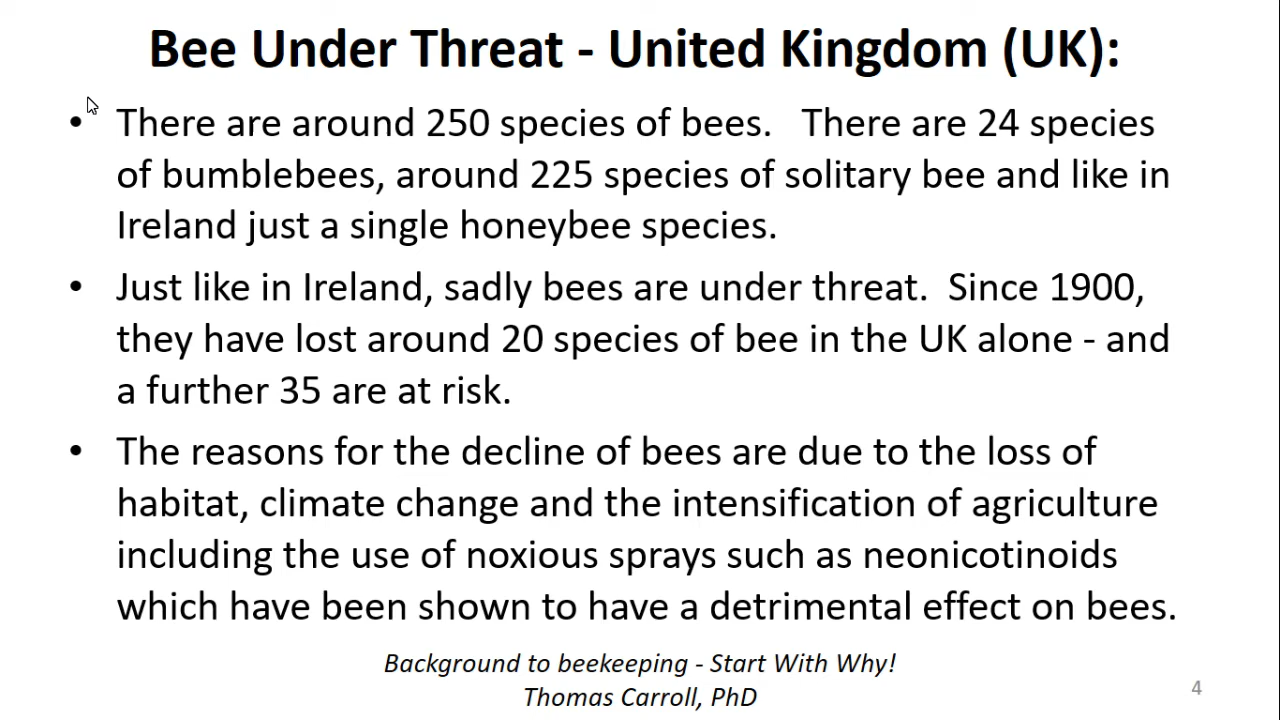 Bee Under Threat - United Kingdom (UK):
• There are around 250 species of bees.   There are 24 species
of bumblebees, around 225 species of solitary bee and like in
Ireland just a single honeybee species.
• Just like in Ireland, sadly bees are under threat.  Since 1900,
they have lost around 20 species of bee in the UK alone - and
a further 35 are at risk.
• The reasons for the decline of bees are due to the loss of
habitat, climate change and the intensification of agriculture
including the use of noxious sprays such as neonicotinoids
which have been shown to have a detrimental effect on bees.
Background to beekeeping - Start With Why!
Thomas Carroll, PhD
4